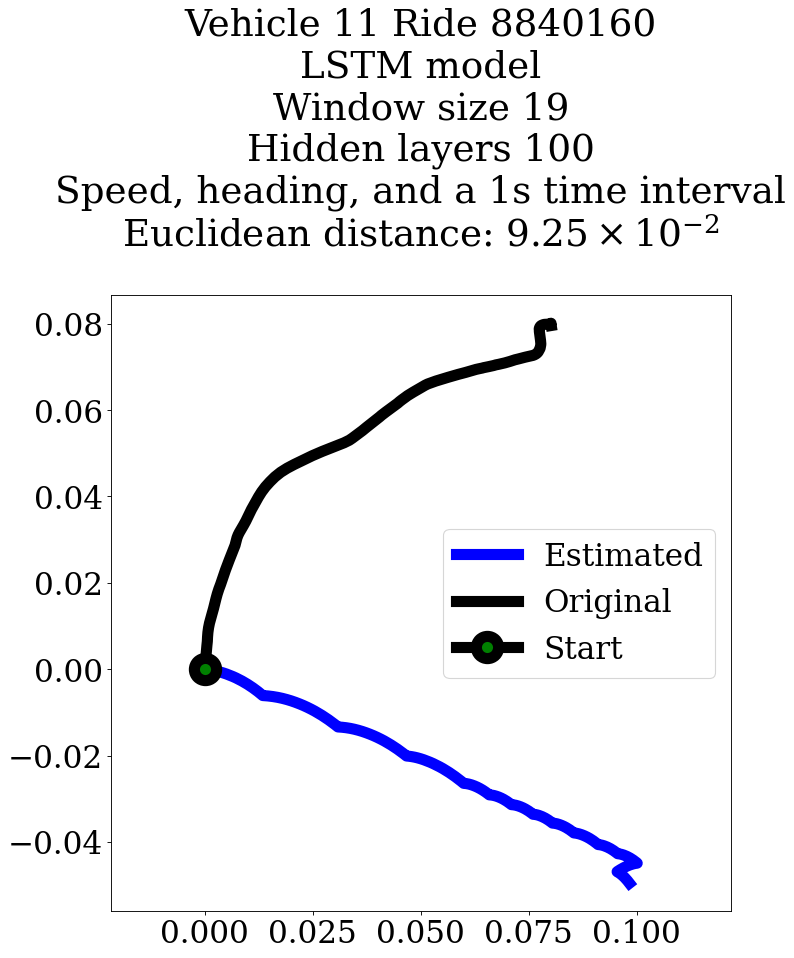 Vehicle 11 Ride 8840160
LSTM model
Window size 19
Hidden layers 100
Speed, heading, and a 1s time interval
Euclidean distance: 9.25 × 10⁻²
0.08
0.06
0.04
0.02
0.00
−0.02
−0.04
Estimated
Original
Start
0.000 0.025 0.050 0.075 0.100